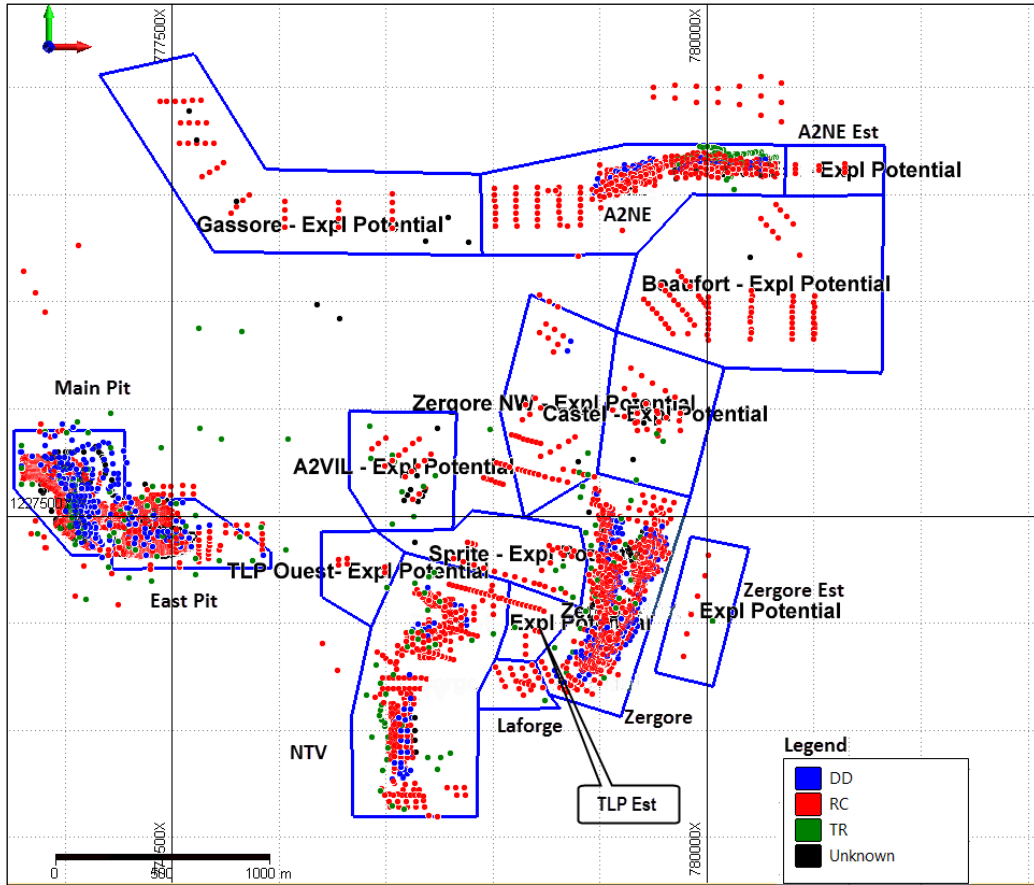 777500X
780000X
A2NE Est
Expl Potential
A2NE
Gassore - Expl Potential
Beaufort - Expl Potential
Main Pit
Zergore NW - Expl Potential
Castel - Expl Potential
A2VIL - Expl Potential
1227500
Sprite - Expl Potential
TLP Ouest- Expl Potential
East Pit
Zergore Est
Expl Potential
Expl Potential
Zergore
Laforge
NTV
TLP Est
Legend
DD
RC
TR
Unknown
780000X
0 500 1000 m